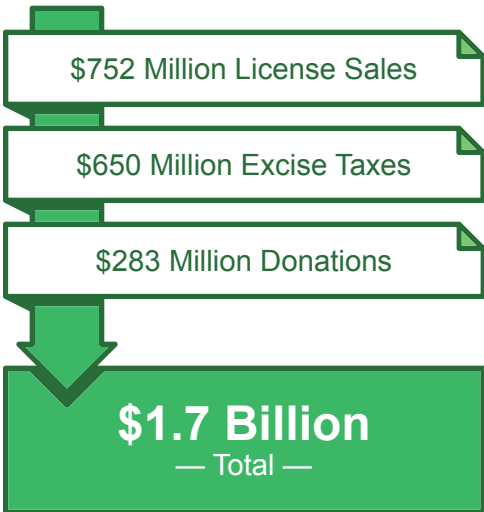 $752 Million License Sales
$650 Million Excise Taxes
$283 Million Donations
$1.7 Billion
— Total —